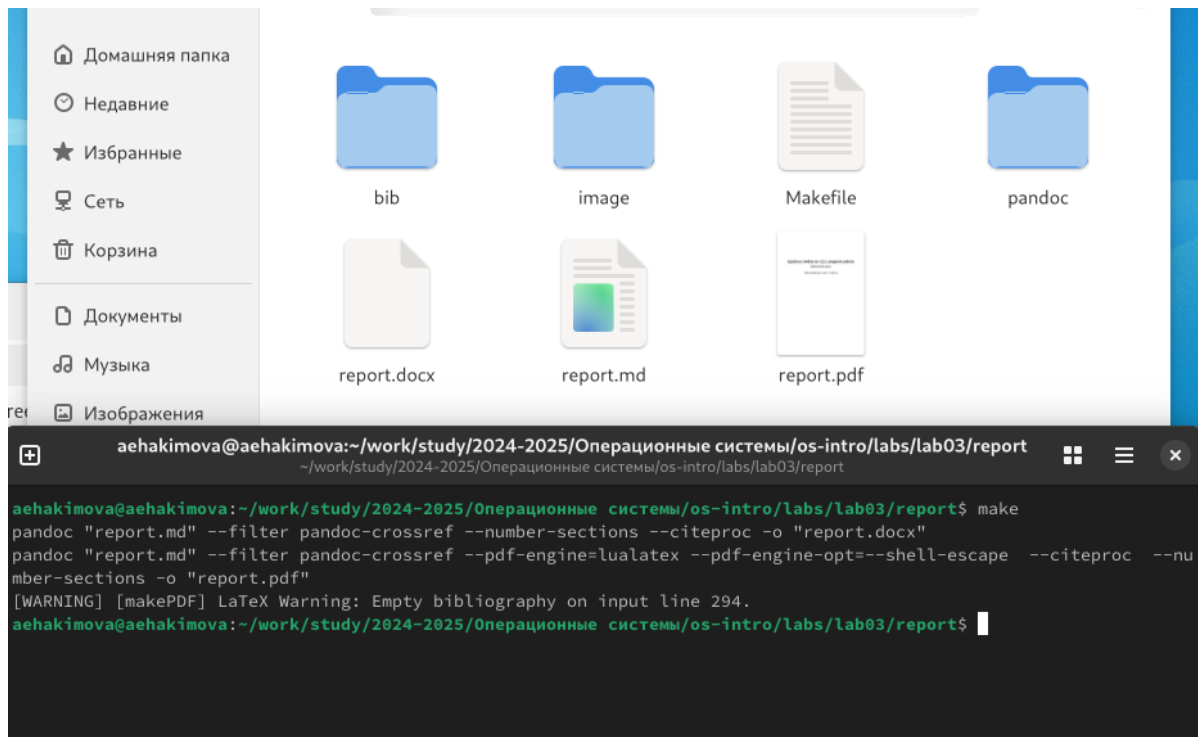 Домашняя папка
Недавние
Избранные
Сеть
Корзина
Документы
Музыка
Изображения
bib
image
Makefile
pandoc
report.docx
report.md
report.pdf
aehakimova@aehakimova:~/work/study/2024-2025/Операционные системы/os-intro/labs/lab03/report
~/work/study/2024-2025/Операционные системы/os-intro/labs/lab03/report
aehakimova@aehakimova:~/work/study/2024-2025/Операционные системы/os-intro/labs/lab03/report$ make
pandoc "report.md" --filter pandoc-crossref --number-sections --citeproc -o "report.docx"
pandoc "report.md" --filter pandoc-crossref --pdf-engine=lualatex --pdf-engine-opt=--shell-escape  --citeproc  --nu
mber-sections -o "report.pdf"
[WARNING] [makePDF] LaTeX Warning: Empty bibliography on input line 294.
aehakimova@aehakimova:~/work/study/2024-2025/Операционные системы/os-intro/labs/lab03/report$